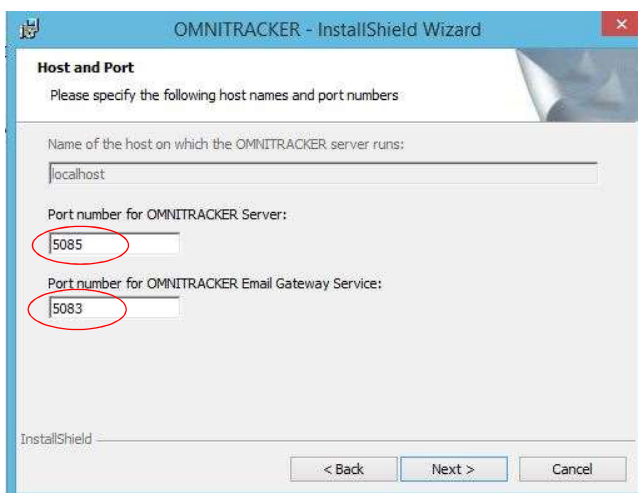 OMNITRACKER - InstallShield Wizard
Host and Port
Please specify the following host names and port numbers
Name of the host on which the OMNITRACKER server runs:
localhost
Port number for OMNITRACKER Server:
5085
Port number for OMNITRACKER Email Gateway Service:
5083
InstallShield
< Back Next > Cancel